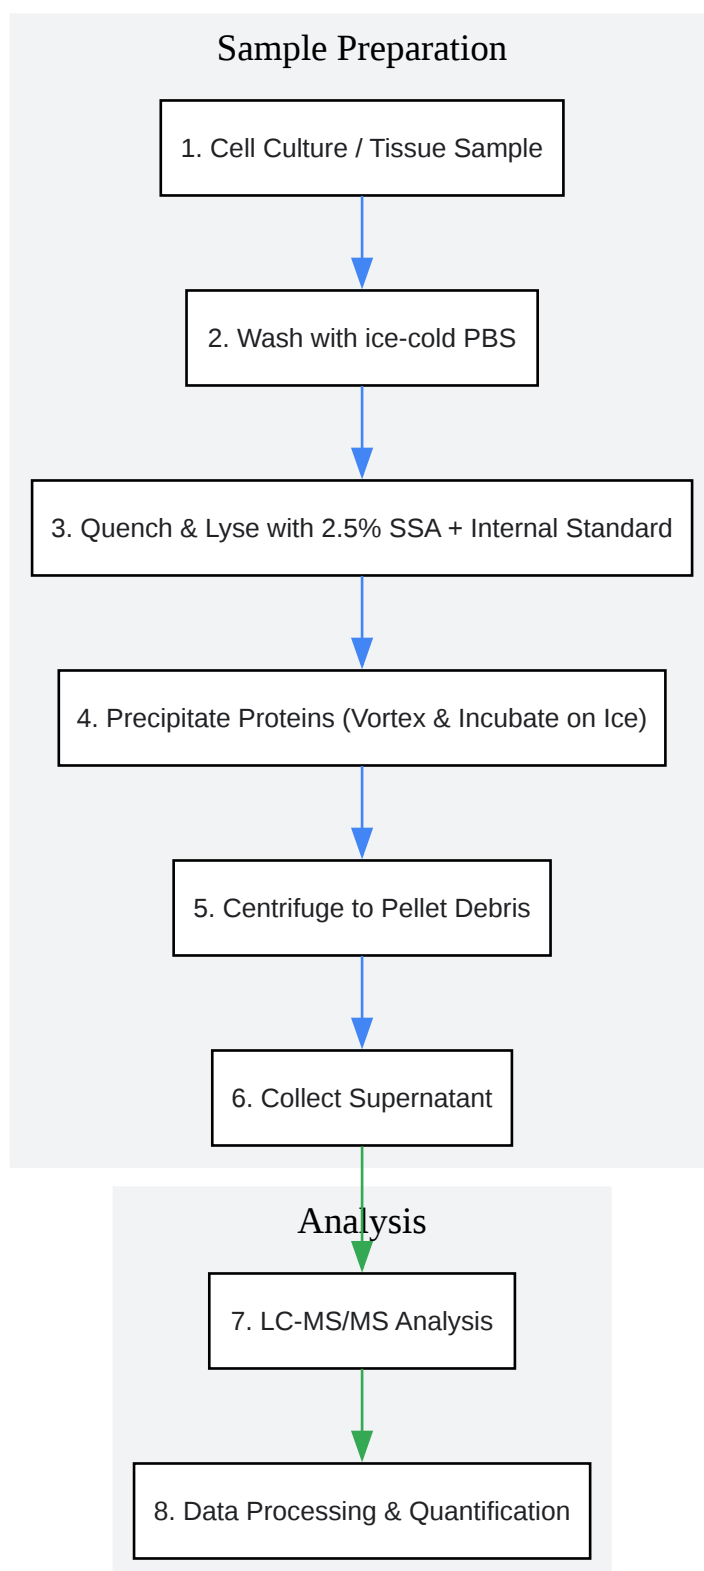 Sample Preparation
1. Cell Culture / Tissue Sample
2. Wash with ice-cold PBS
3. Quench & Lyse with 2.5% SSA + Internal Standard
4. Precipitate Proteins (Vortex & Incubate on Ice)
5. Centrifuge to Pellet Debris
6. Collect Supernatant
Analysis
7. LC-MS/MS Analysis
8. Data Processing & Quantification